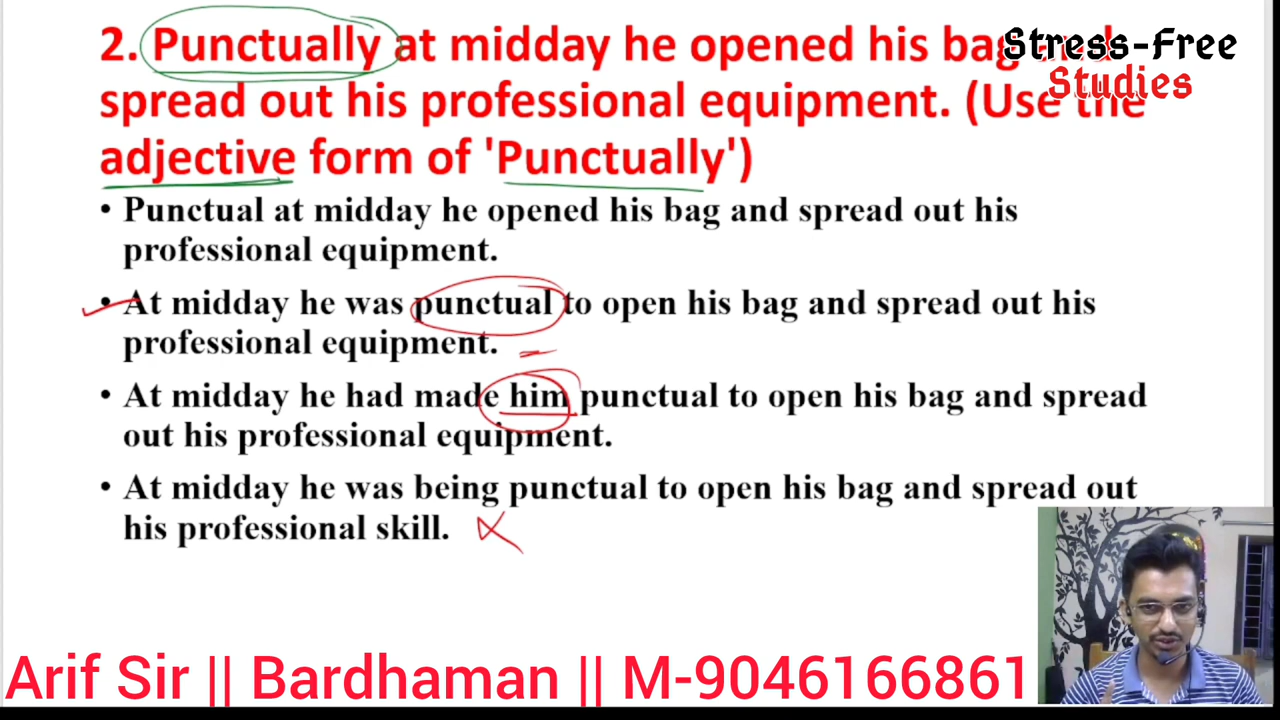 2. Punctually at midday he opened his bag and
Stress-Free
Studies
spread out his professional equipment. (Use the
adjective form of 'Punctually')
• Punctual at midday he opened his bag and spread out his
professional equipment.
• At midday he was punctual to open his bag and spread out his
professional equipment.
• At midday he had made him punctual to open his bag and spread
out his professional equipment.
• At midday he was being punctual to open his bag and spread out
his professional skill.
Arif Sir || Bardhaman || M-9046166861